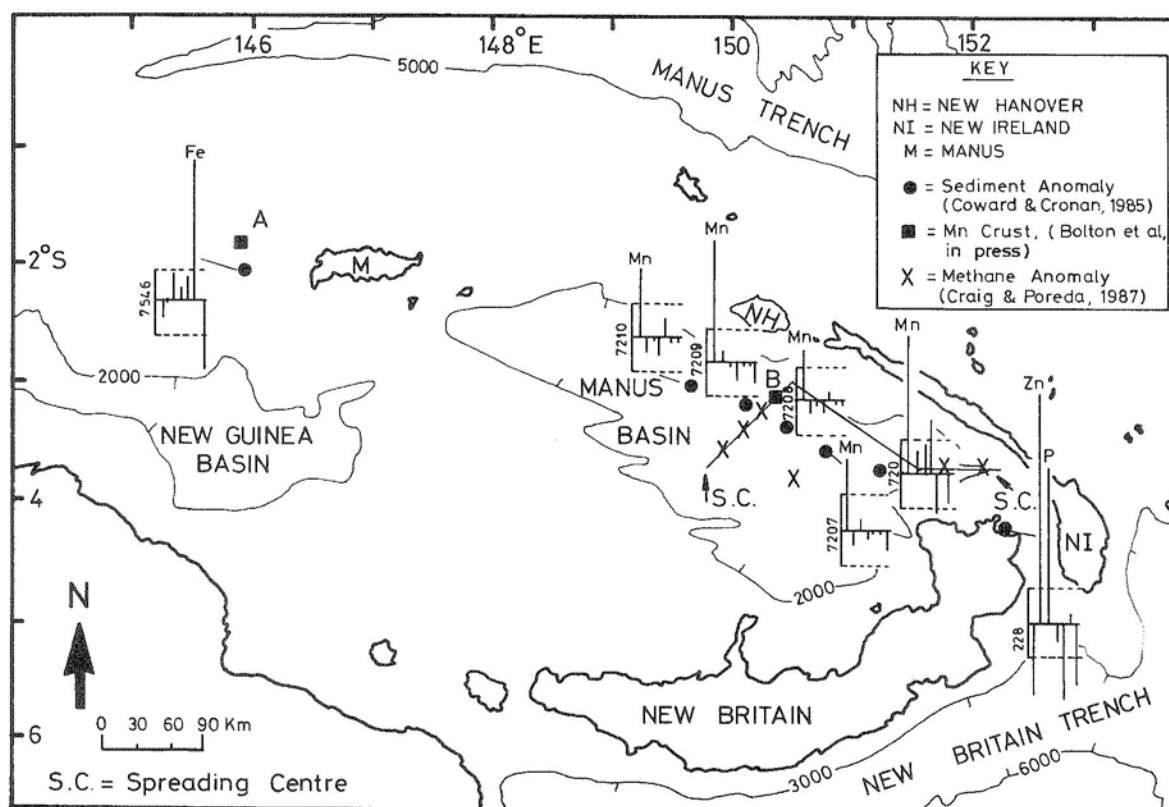 146
148°E
150
152
5000
MANUS TRENCH
KEY
NH = NEW HANOVER
NI = NEW IRELAND
M = MANUS
● = Sediment Anomaly
(Coward & Cronan, 1985)
■ = Mn Crust, (Bolton et al,
in press)
X = Methane Anomaly
(Craig & Poreda, 1987)
Fe
A
2°S
M
7546
Mn
Mn
NH
7210
7209
Mn
Mn
2000
MANUS
B
7208
Zn
BASIN
NEW GUINEA
BASIN
Mn
720
P
4
S.C.
S.C.
7207
NI
2000
N
228
0 30 60 90 Km
NEW BRITAIN
6
3000
NEW BRITAIN TRENCH
6000
S.C. = Spreading Centre